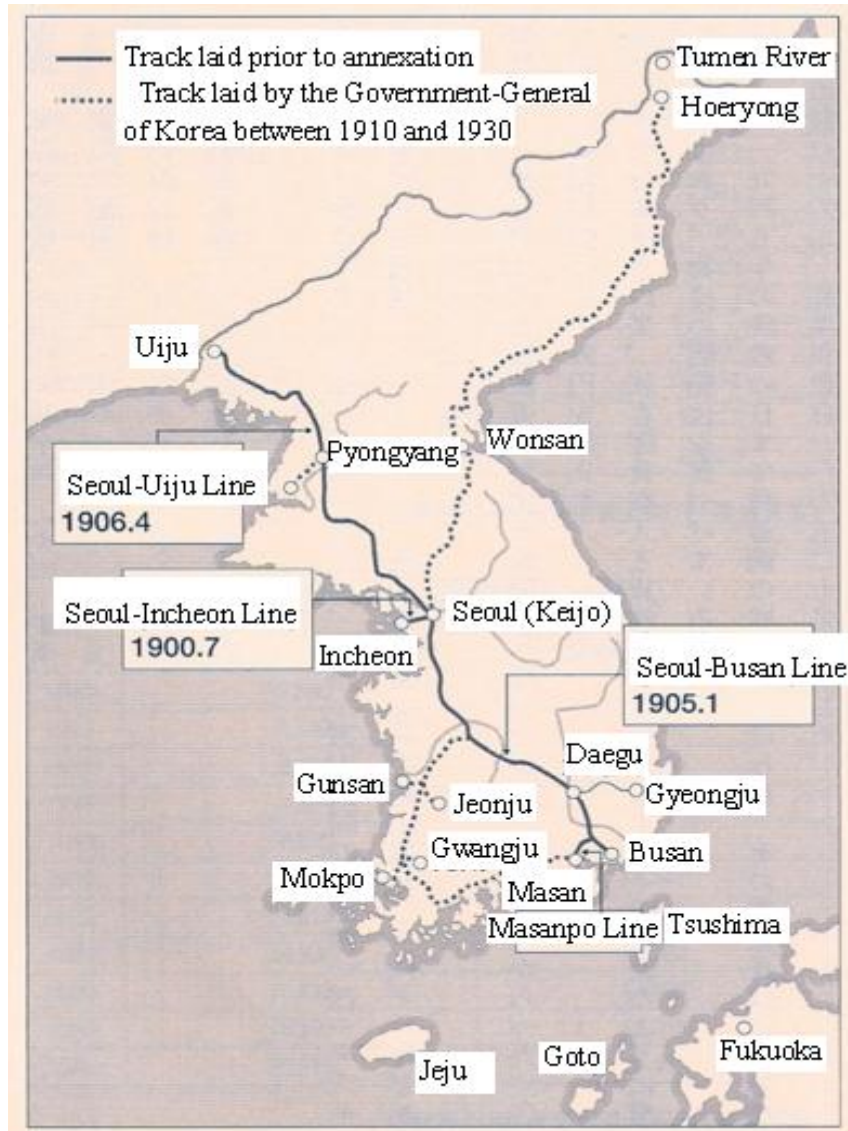 Track laid prior to annexation
Track laid by the Government-General
of Korea between 1910 and 1930
Tumen River
Hoeryong
Uiju
Wonsan
Pyongyang
Seoul-Uiju Line
1906.4
Seoul-Incheon Line
1900.7
Seoul (Keijo)
Incheon
Seoul-Busan Line
1905.1
Daegu
Gunsan
Jeonju
Gyeongju
Gwangju
Busan
Mokpo
Masan
Masanpo Line
Tsushima
Fukuoka
Goto
Jeju